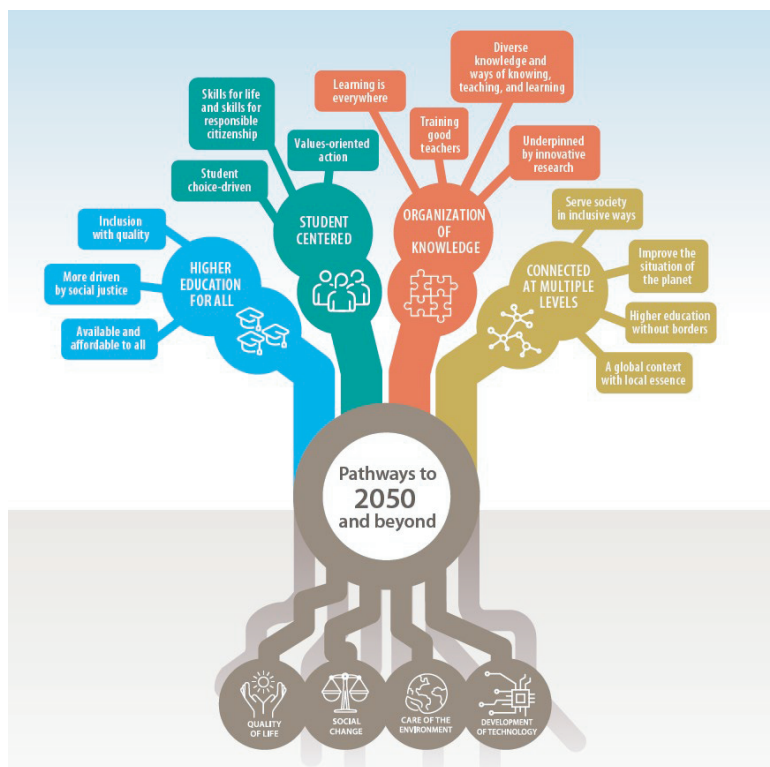 Diverse
knowledge and
ways of knowing,
teaching, and learning
Learning is
everywhere
Training
good
teachers
Underpinned
by innovative
research
ORGANIZATION
OF
KNOWLEDGE
Skills for life
and skills for
responsible
citizenship
Values-oriented
action
Student
choice-driven
STUDENT
CENTERED
Inclusion
with quality
More driven
by social justice
Available and
affordable to all
HIGHER
EDUCATION
FOR ALL
Serve society
in inclusive ways
Improve the
situation of
the planet
Higher education
without borders
A global context
with local essence
CONNECTED
AT MULTIPLE
LEVELS
Pathways to
2050
and beyond
QUALITY
OF LIFE
SOCIAL
CHANGE
CARE OF THE
ENVIRONMENT
DEVELOPMENT
OF TECHNOLOGY